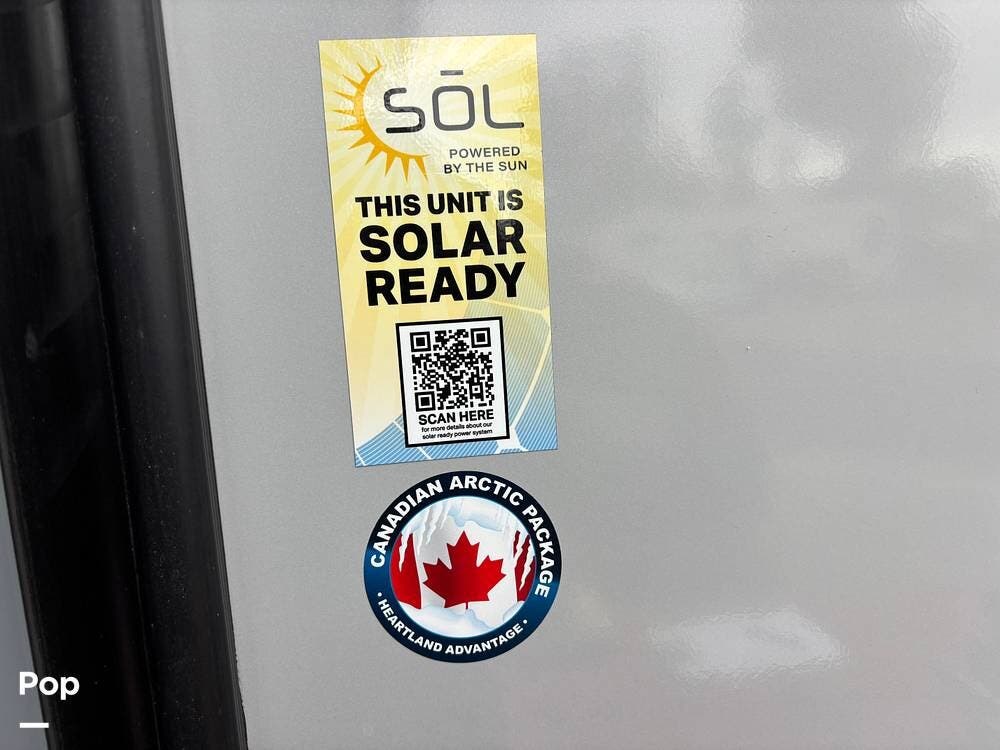 SŌL
POWERED
BY THE SUN
THIS UNIT IS
SOLAR
READY
SCAN HERE
for more details about our
solar ready power system
CANADIAN ARCTIC PACKAGE
• HEARTLAND ADVANTAGE •
Pop